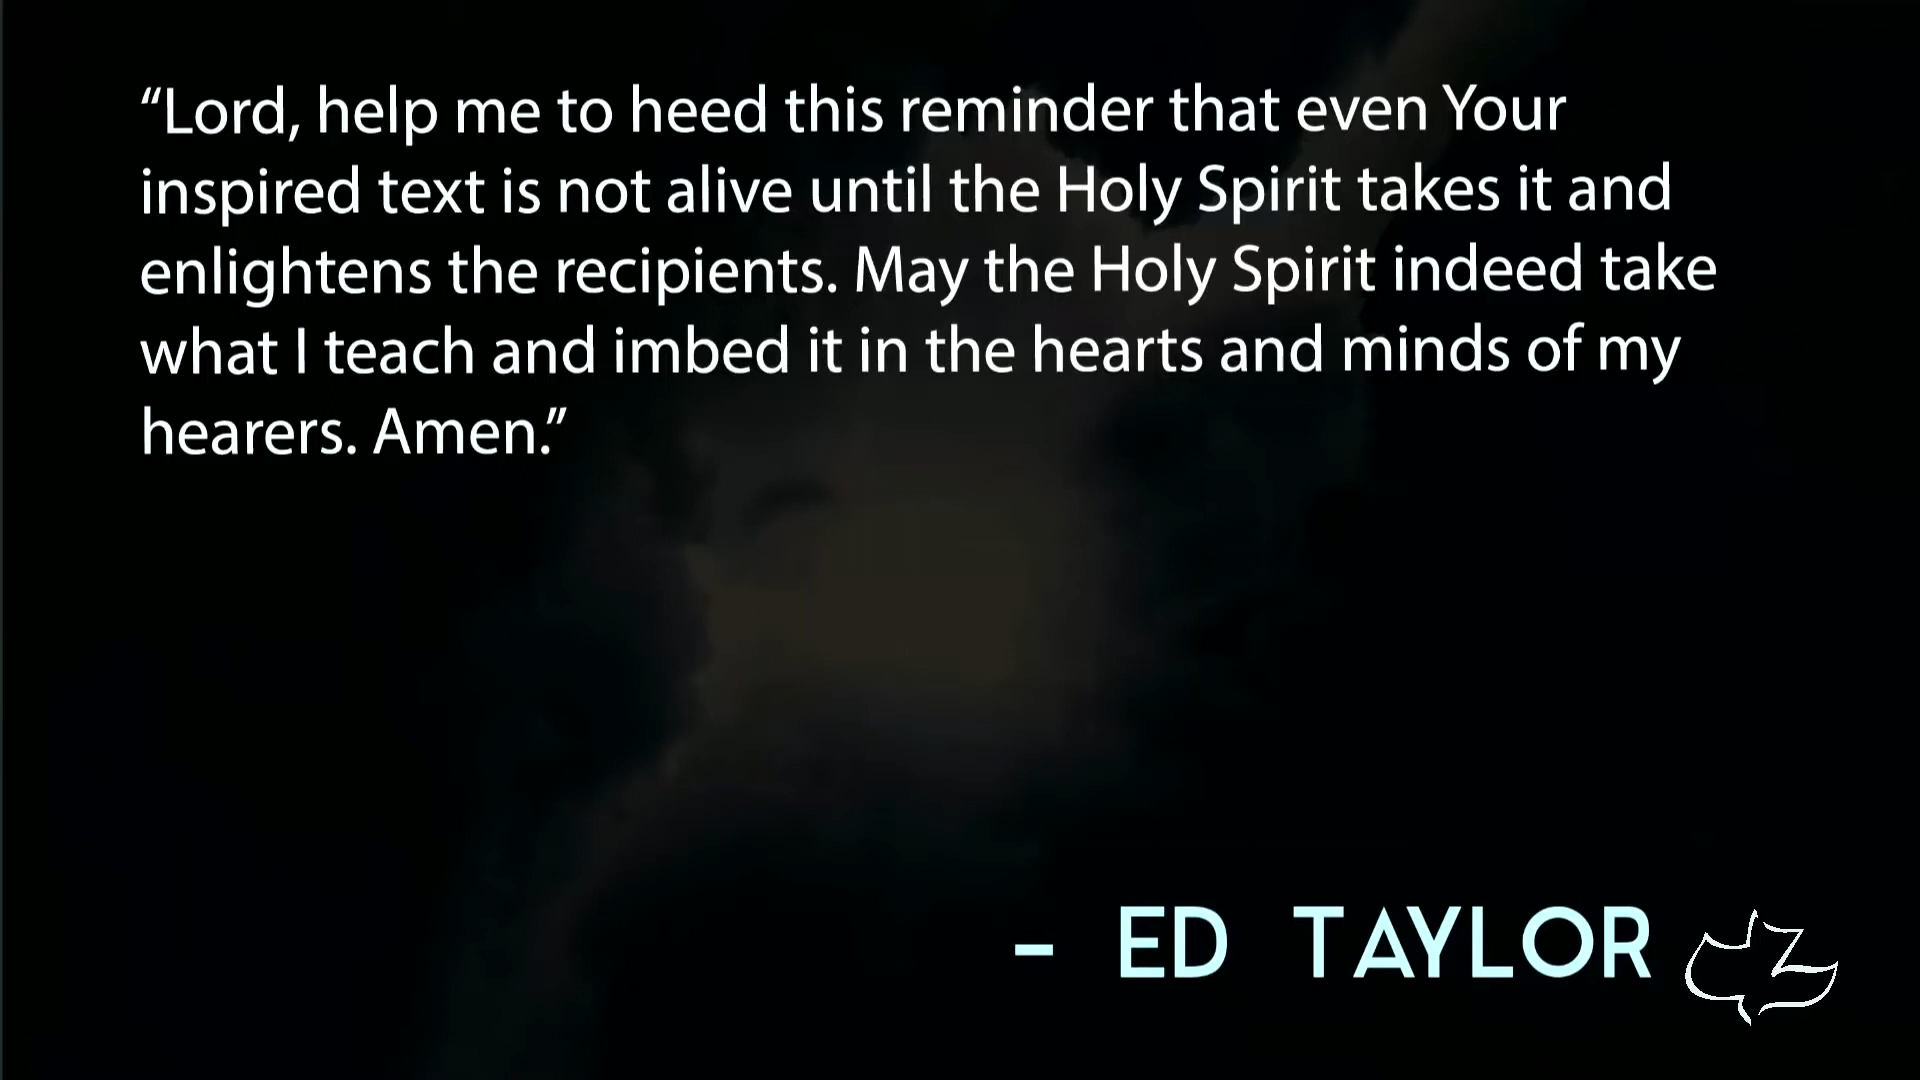 “Lord, help me to heed this reminder that even Your
inspired text is not alive until the Holy Spirit takes it and
enlightens the recipients. May the Holy Spirit indeed take
what I teach and imbed it in the hearts and minds of my
hearers. Amen.”
- ED TAYLOR